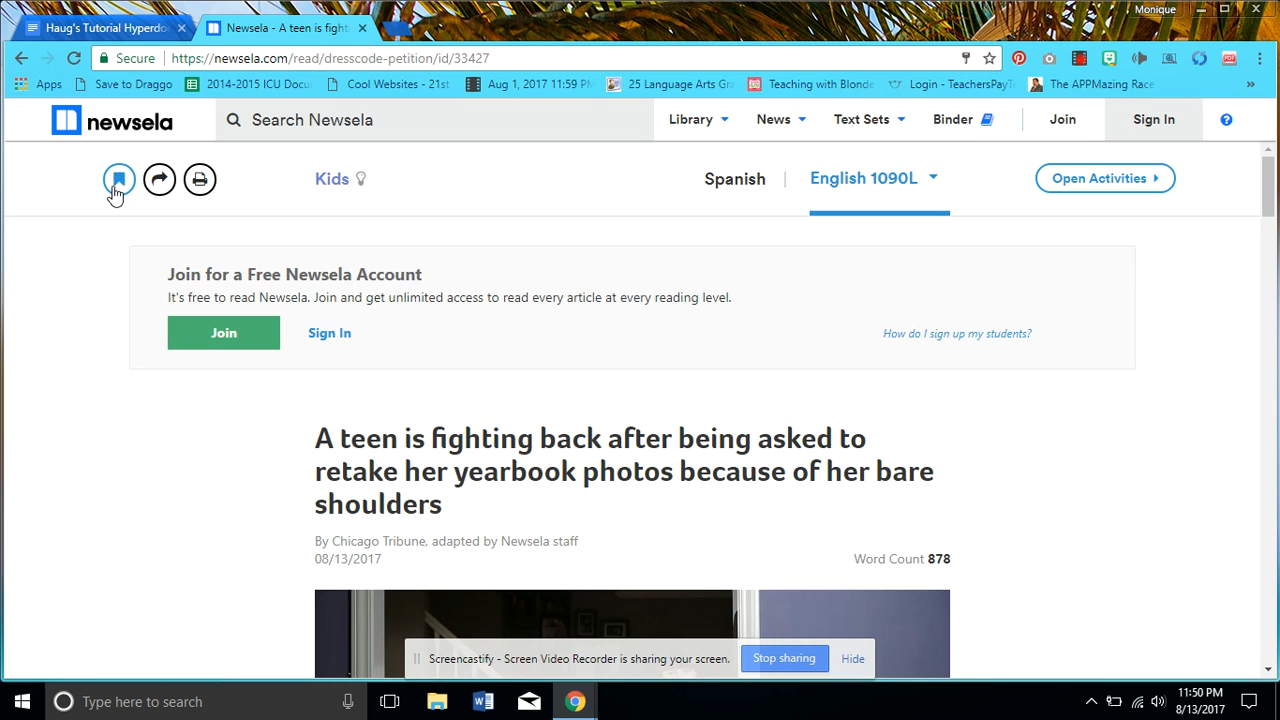 Monique
Haug's Tutorial Hyperdo
Newsela - A teen is fighti
Secure
https://newsela.com/read/dresscode-petition/id/33427
Apps
Save to Draggo
2014-2015 ICU Docu
Cool Websites - 21st
Aug 1, 2017 11:59 PM
25 Language Arts Gra
Teaching with Blonde
Login - TeachersPayTe
The APPMazing Race
»
newsela
Search Newsela
Library
News
Text Sets
Binder
Join
Sign In
?
Kids
Spanish
English 1090L
Open Activities
Join for a Free Newsela Account
It's free to read Newsela. Join and get unlimited access to read every article at every reading level.
Join
Sign In
How do I sign up my students?
A teen is fighting back after being asked to
retake her yearbook photos because of her bare
shoulders
By Chicago Tribune, adapted by Newsela staff
08/13/2017
Word Count 878
Screencastify - Screen Video Recorder is sharing your screen.
Stop sharing
Hide
Type here to search
11:50 PM
8/13/2017